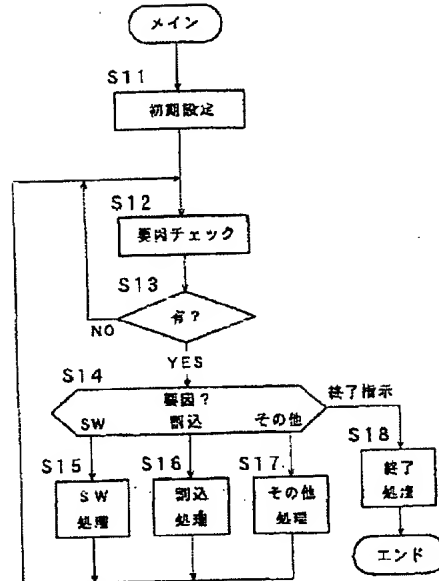 メイン
S11
初期設定
S12
要因チェック
S13
有?
NO
YES
S14
要因?
終了指示
SW
割込
その他
S18
S15
S16
S17
終了
処理
SW
処理
割込
処理
その他
処理
エンド